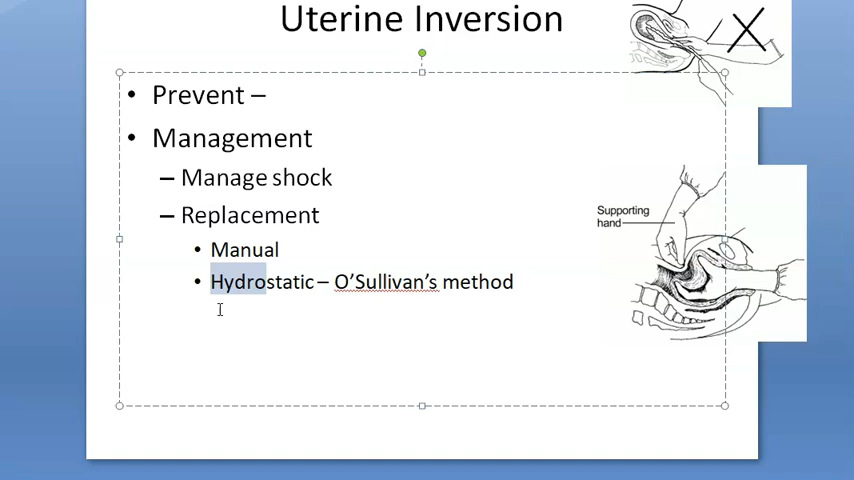 Uterine Inversion
• Prevent –
• Management
– Manage shock
– Replacement
• Manual
• Hydrostatic – O’Sullivan’s method
Supporting
hand